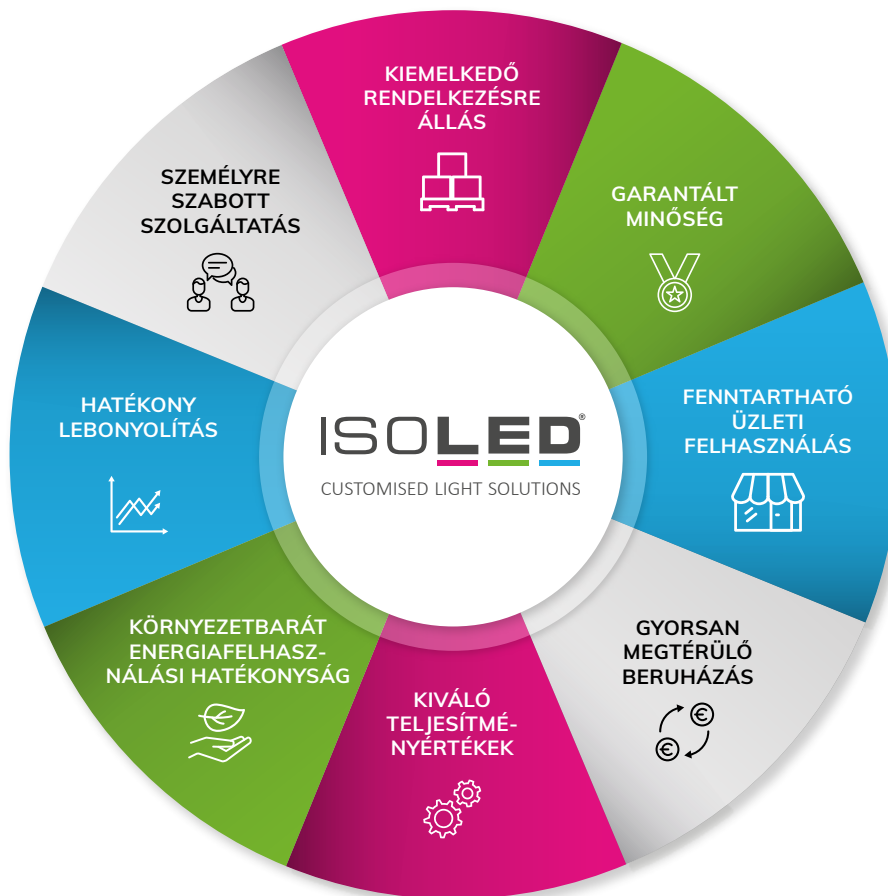 KIEMELKEDŐ
RENDELKEZÉSRE
ÁLLÁS
GARANTÁLT
MINŐSÉG
FENNTARTHATÓ
ÜZLETI
FELHASZNÁLÁS
GYORSAN
MEGTÉRÜLŐ
BERUHÁZÁS
€
€
KIVÁLÓ
TELJESÍTMÉ-
NYÉRTÉKEK
KÖRNYEZETBARÁT
ENERGIAFELHASZ-
NÁLÁSI HATÉKONYSÁG
HATÉKONY
LEBONYOLÍTÁS
SZEMÉLYRE
SZABOTT
SZOLGÁLTATÁS
ISOLED®
CUSTOMISED LIGHT SOLUTIONS